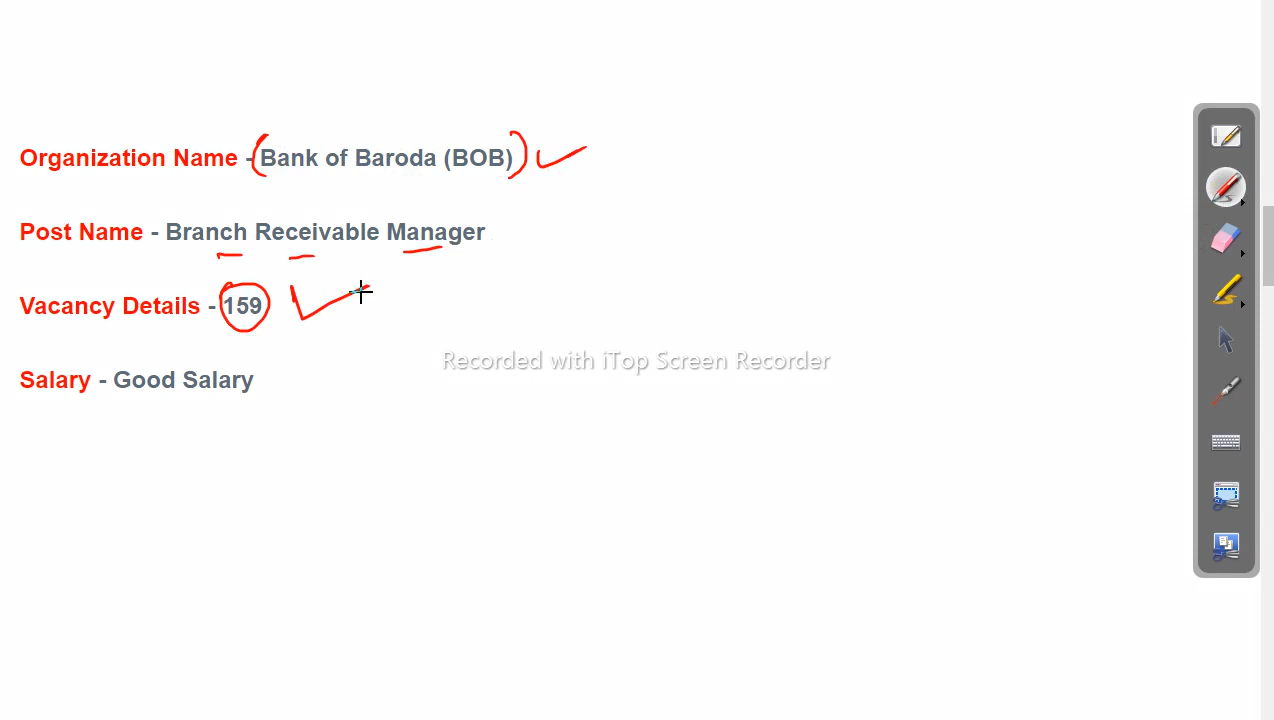 Organization Name - Bank of Baroda (BOB)
Post Name - Branch Receivable Manager
Vacancy Details - 159
Recorded with iTop Screen Recorder
Salary - Good Salary